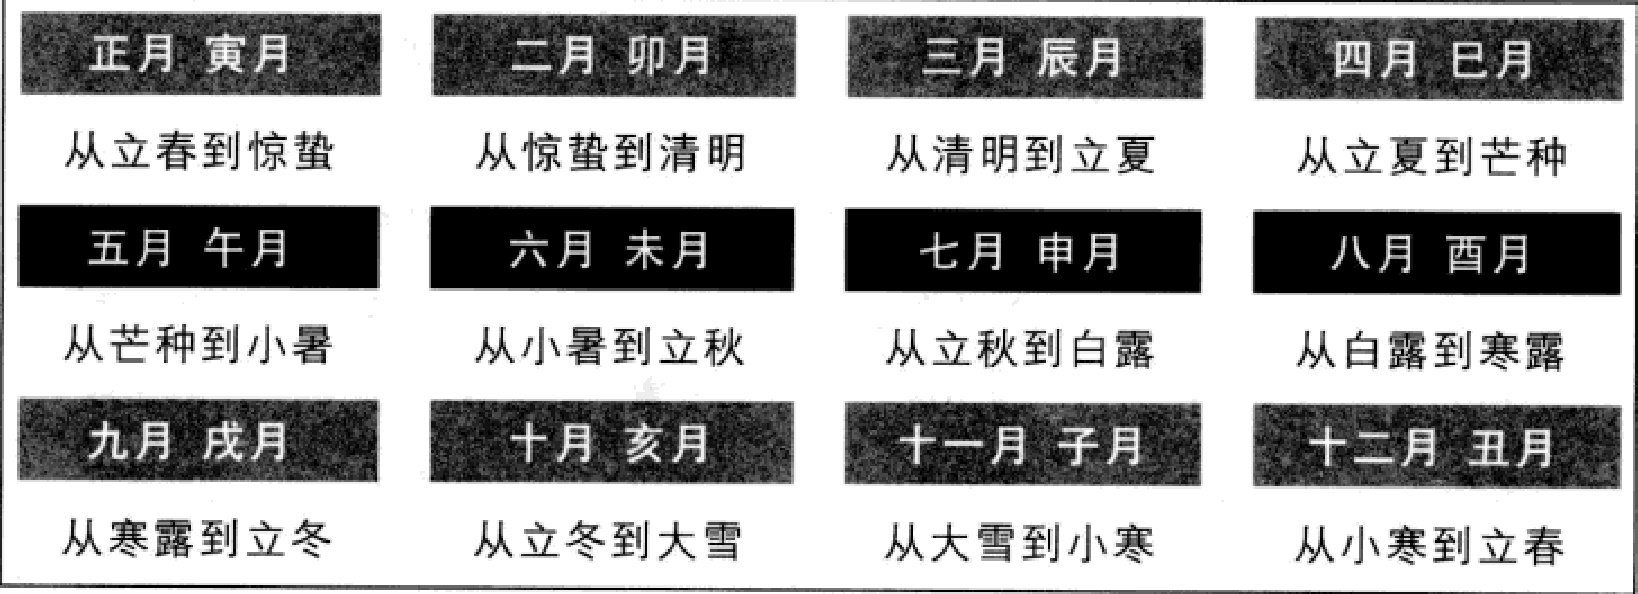 正月 寅月 二月 卯月 三月 辰月 四月 巳月
从立春到惊蛰 从惊蛰到清明 从清明到立夏 从立夏到芒种
五月 午月 六月 未月 七月 申月 八月 酉月
从芒种到小暑 从小暑到立秋 从立秋到白露 从白露到寒露
九月 戌月 十月 亥月 十一月 子月 十二月 丑月
从寒露到立冬 从立冬到大雪 从大雪到小寒 从小寒到立春